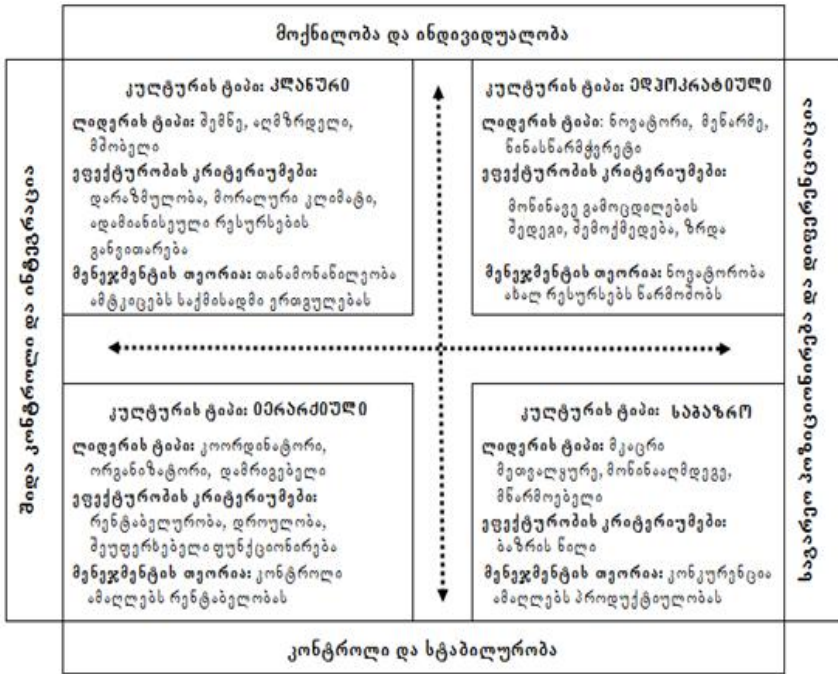 მოქნილობა და ინდივიდუალობა
შიდა კონტროლი და ინტეგრაცია
კულტურის ტიპი: კლანური
ლიდერის ტიპი: შემწე, აღმზრდელი,
მშობელი
ეფექტურობის კრიტერიუმები:
დარაზმულობა, მორალური კლიმატი,
ადამიანისეული რესურსების
განვითარება
მენეჯმენტის თეორია: თანამონაწილეობა
ამტკიცებს საქმისადმი ერთგულებას
კულტურის ტიპი: ედჰოკრატიული
ლიდერის ტიპი: ნოვატორი, მეწარმე,
წინასწარმჭვრეტი
ეფექტურობის კრიტერიუმები:
მოწინავე გამოცდილების
შედეგი, შემოქმედება, ზრდა
მენეჯმენტის თეორია: ნოვატორობა
ახალ რესურსებს წარმოშობს
კულტურის ტიპი: იერარქიული
ლიდერის ტიპი: კოორდინატორი,
ორგანიზატორი, დამრიგებელი
ეფექტურობის კრიტერიუმები:
რენტაბელურობა, დროულობა,
შეუფერხებელი ფუნქციონირება
მენეჯმენტის თეორია: კონტროლი
ამაღლებს რენტაბელობას
კულტურის ტიპი: საბაზრო
ლიდერის ტიპი: მკაცრი
მეთვალყურე, მოწინააღმდეგე,
მწარმოებელი
ეფექტურობის კრიტერიუმები:
ბაზრის წილი
მენეჯმენტის თეორია: კონკურენცია
ამაღლებს პროდუქტიულობას
საგარეო პოზიციონირება და დიფერენციაცია
კონტროლი და სტაბილურობა